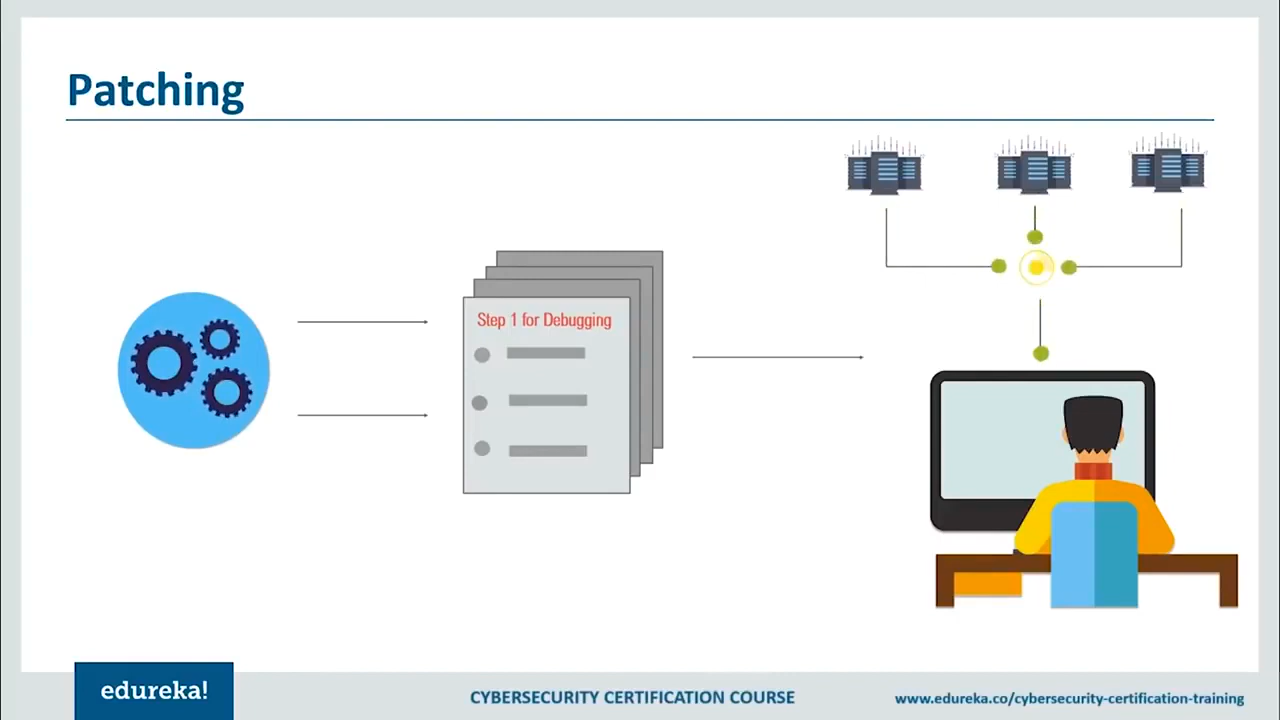 Patching
Step 1 for Debugging
edureka!
CYBERSECURITY CERTIFICATION COURSE
www.edureka.co/cybersecurity-certification-training